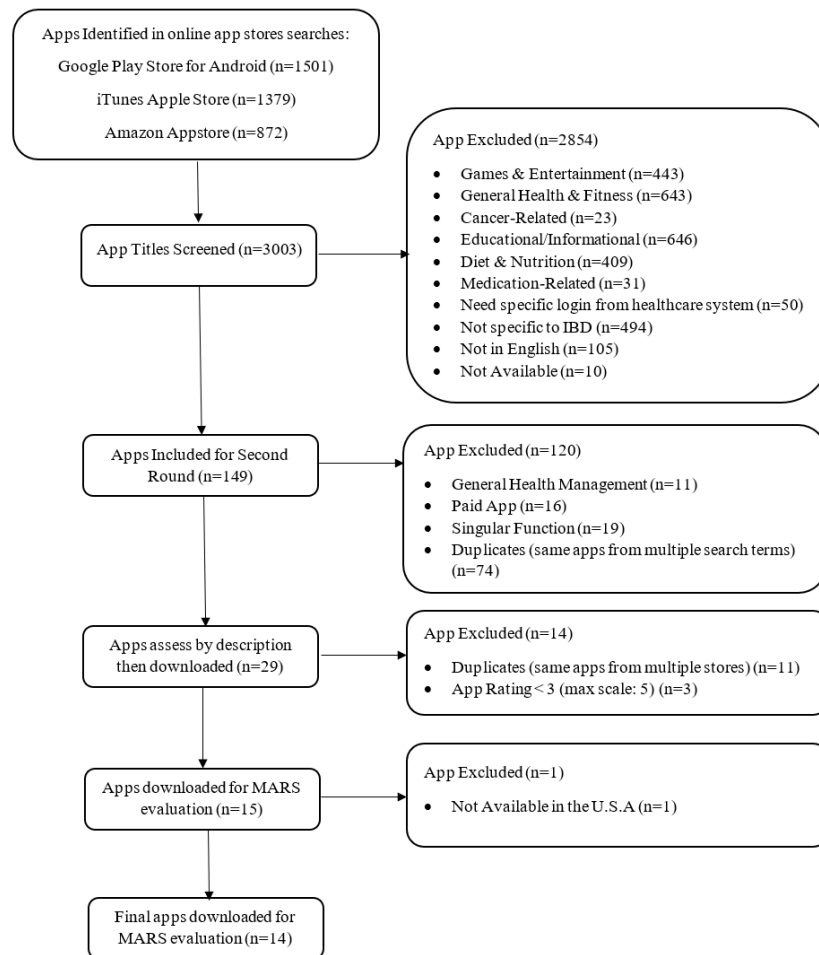 Apps Identified in online app stores searches:
Google Play Store for Android (n=1501)
iTunes Apple Store (n=1379)
Amazon Appstore (n=872)
App Titles Screened (n=3003)
App Excluded (n=2854)
• Games & Entertainment (n=443)
• General Health & Fitness (n=643)
• Cancer-Related (n=23)
• Educational/Informational (n=646)
• Diet & Nutrition (n=409)
• Medication-Related (n=31)
• Need specific login from healthcare system (n=50)
• Not specific to IBD (n=494)
• Not in English (n=105)
• Not Available (n=10)
Apps Included for Second
Round (n=149)
App Excluded (n=120)
• General Health Management (n=11)
• Paid App (n=16)
• Singular Function (n=19)
• Duplicates (same apps from multiple search terms)
(n=74)
Apps assess by description
then downloaded (n=29)
App Excluded (n=14)
• Duplicates (same apps from multiple stores) (n=11)
• App Rating < 3 (max scale: 5) (n=3)
Apps downloaded for MARS
evaluation (n=15)
App Excluded (n=1)
• Not Available in the U.S.A (n=1)
Final apps downloaded for
MARS evaluation (n=14)